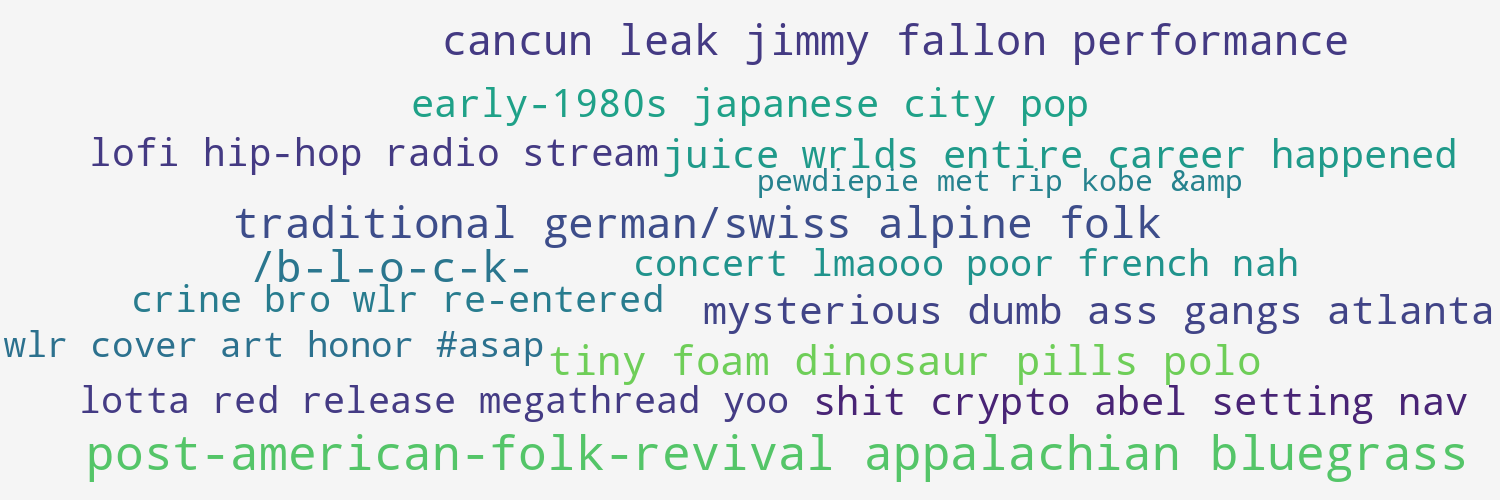 cancun leak jimmy fallon performance
early-1980s japanese city pop
lofi hip-hop radio stream
juice wrlds entire career happened
pewdiepie met rip kobe &amp
traditional german/swiss alpine folk
/b-l-o-c-k-
concert lmaooo poor french nah
crine bro wlr re-entered
mysterious dumb ass gangs atlanta
wlr cover art honor #asap
tiny foam dinosaur pills polo
lotta red release megathread yoo
shit crypto abel setting nav
post-american-folk-revival appalachian bluegrass